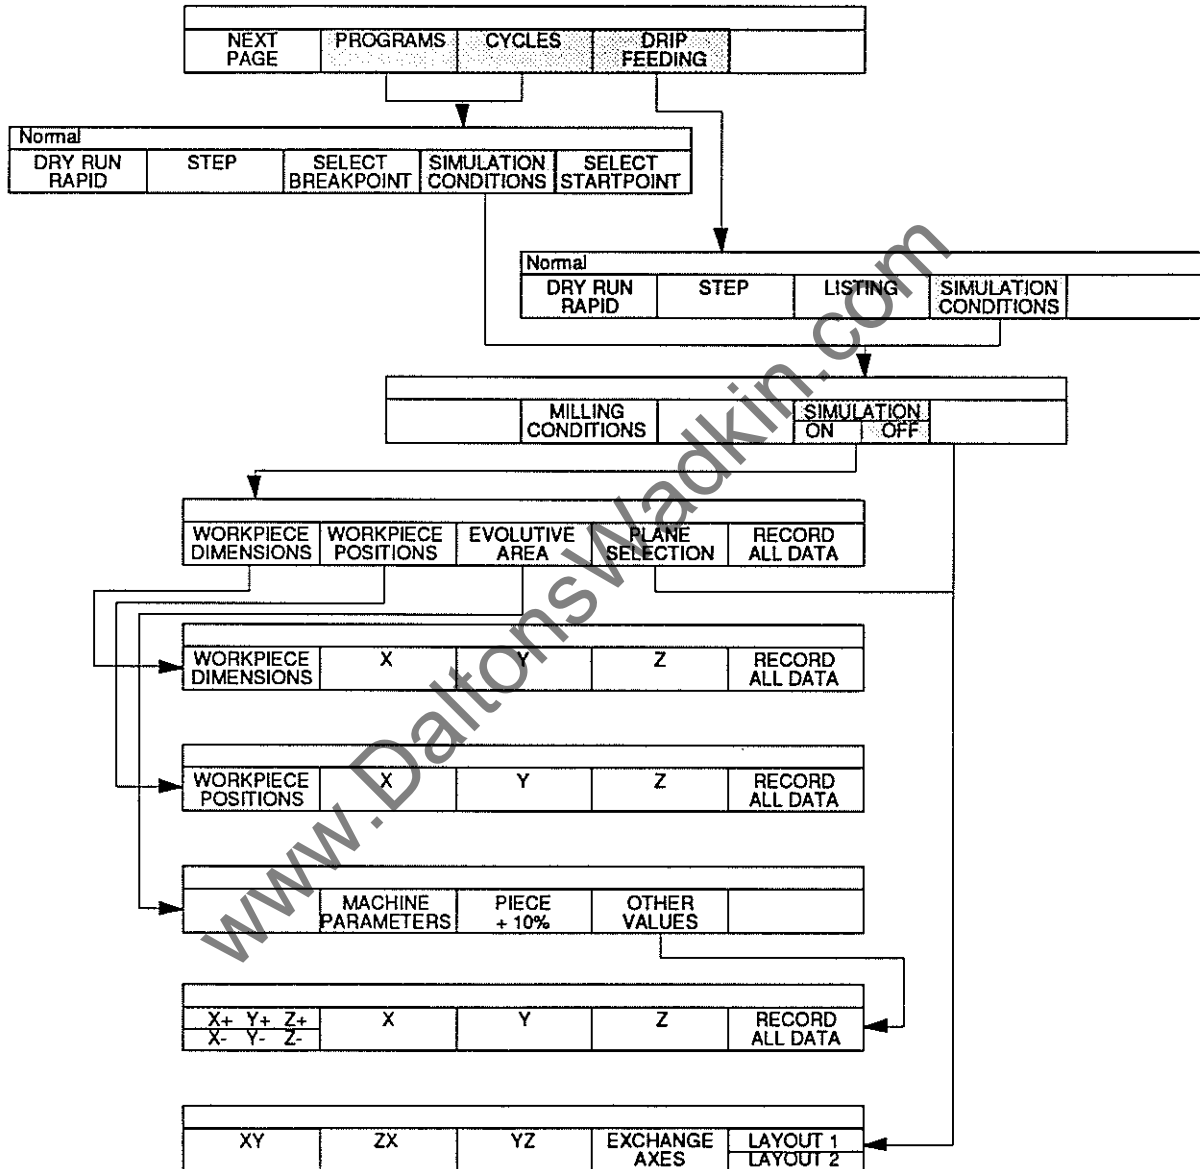 NEXT PAGE
PROGRAMS
CYCLES
DRIP FEEDING
Normal
DRY RUN RAPID
STEP
SELECT BREAKPOINT
SIMULATION CONDITIONS
SELECT STARTPOINT
Normal
DRY RUN RAPID
STEP
LISTING
SIMULATION CONDITIONS
MILLING CONDITIONS
SIMULATION
ON OFF
WORKPIECE DIMENSIONS
WORKPIECE POSITIONS
EVOLUTIVE AREA
PLANE SELECTION
RECORD ALL DATA
WORKPIECE DIMENSIONS
X
Y
Z
RECORD ALL DATA
WORKPIECE POSITIONS
X
Y
Z
RECORD ALL DATA
MACHINE PARAMETERS
PIECE + 10%
OTHER VALUES
X+ Y+ Z+
X- Y- Z-
X
Y
Z
RECORD ALL DATA
XY
ZX
YZ
EXCHANGE AXES
LAYOUT 1
LAYOUT 2
www.DaltonsWadkin.com